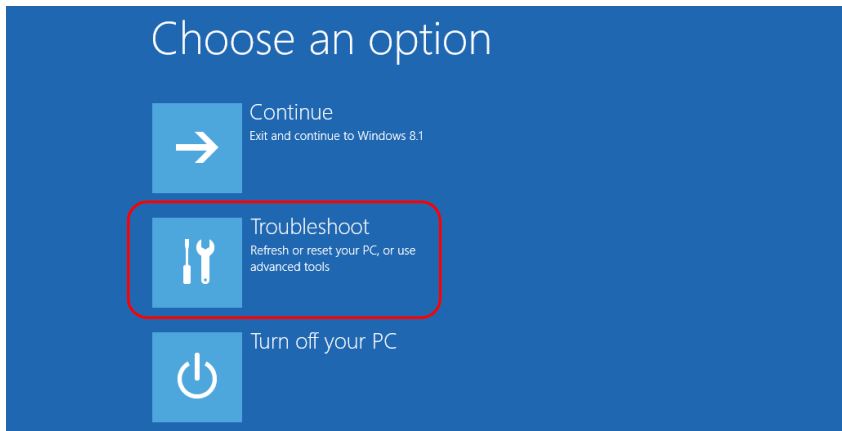 Choose an option
Continue
Exit and continue to Windows 8.1
Troubleshoot
Refresh or reset your PC, or use
advanced tools
Turn off your PC